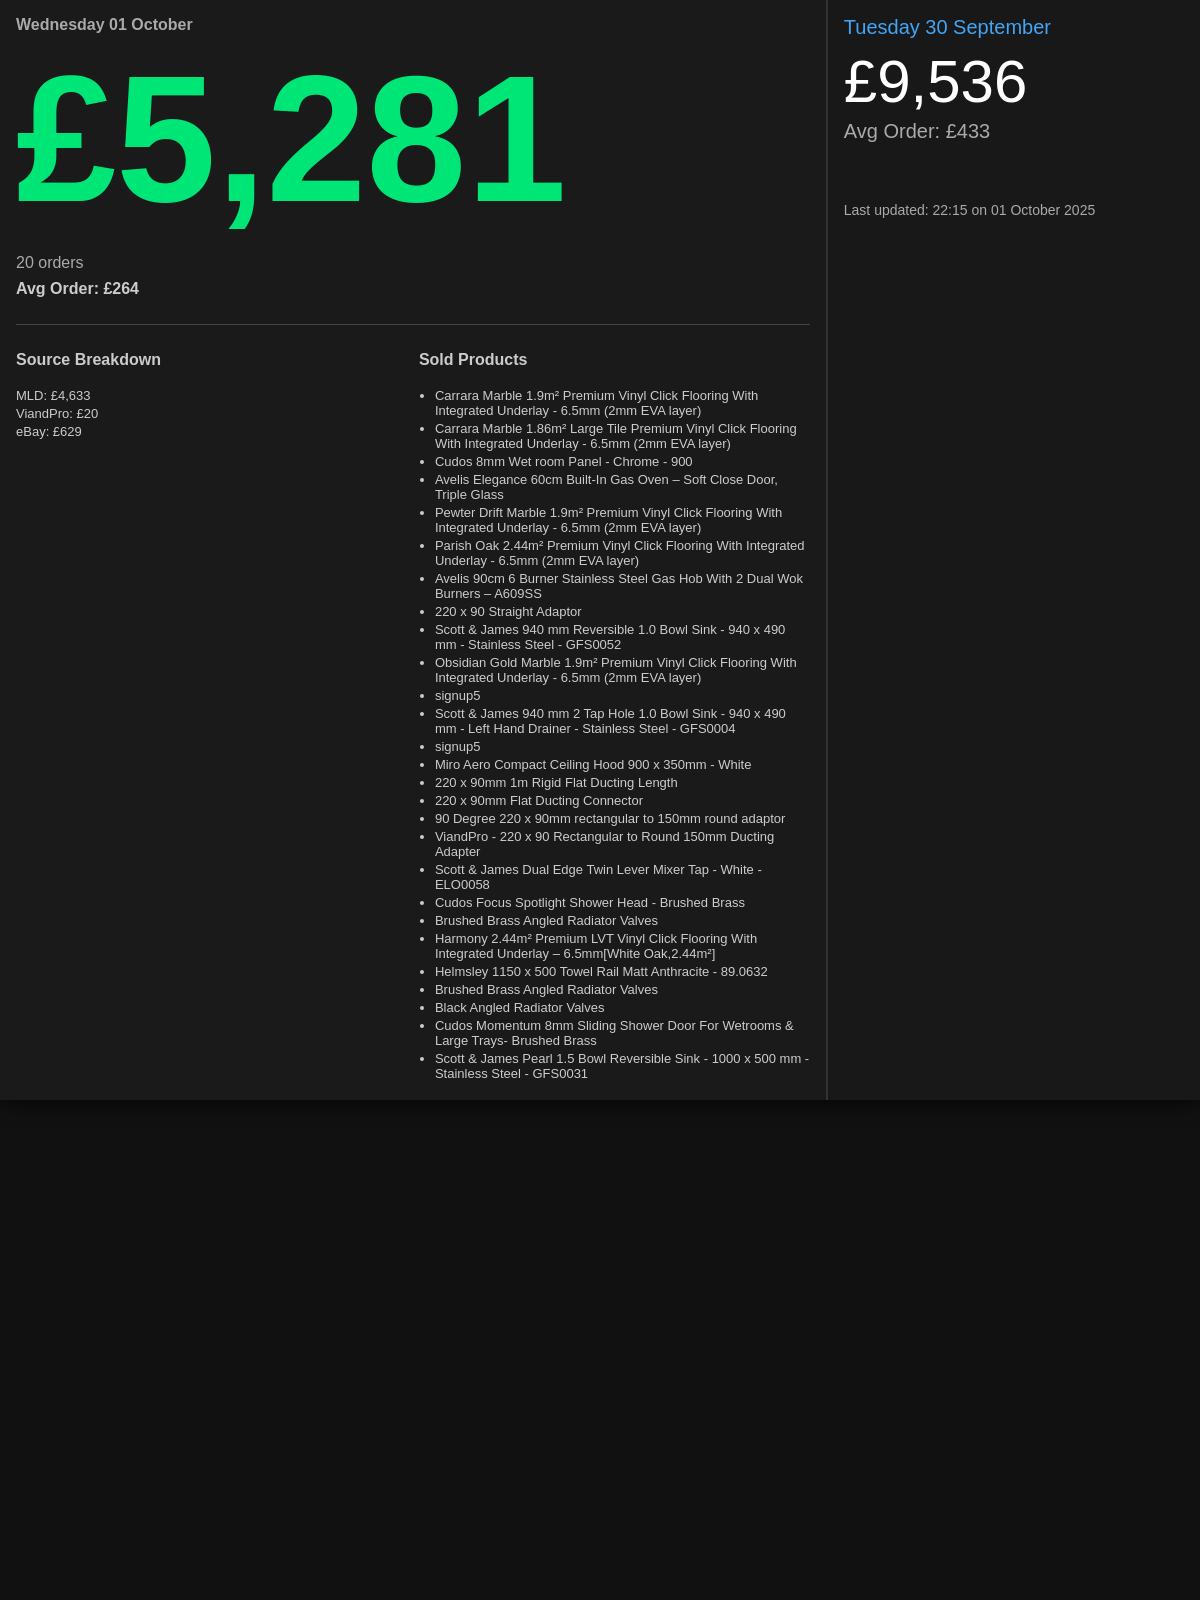 Wednesday 01 October
£5,281
20 orders
Avg Order: £264
Source Breakdown
MLD: £4,633
ViandPro: £20
eBay: £629
Sold Products
• Carrara Marble 1.9m² Premium Vinyl Click Flooring With
Integrated Underlay - 6.5mm (2mm EVA layer)
• Carrara Marble 1.86m² Large Tile Premium Vinyl Click Flooring
With Integrated Underlay - 6.5mm (2mm EVA layer)
• Cudos 8mm Wet room Panel - Chrome - 900
• Avelis Elegance 60cm Built-In Gas Oven – Soft Close Door,
Triple Glass
• Pewter Drift Marble 1.9m² Premium Vinyl Click Flooring With
Integrated Underlay - 6.5mm (2mm EVA layer)
• Parish Oak 2.44m² Premium Vinyl Click Flooring With Integrated
Underlay - 6.5mm (2mm EVA layer)
• Avelis 90cm 6 Burner Stainless Steel Gas Hob With 2 Dual Wok
Burners – A609SS
• 220 x 90 Straight Adaptor
• Scott & James 940 mm Reversible 1.0 Bowl Sink - 940 x 490
mm - Stainless Steel - GFS0052
• Obsidian Gold Marble 1.9m² Premium Vinyl Click Flooring With
Integrated Underlay - 6.5mm (2mm EVA layer)
• signup5
• Scott & James 940 mm 2 Tap Hole 1.0 Bowl Sink - 940 x 490
mm - Left Hand Drainer - Stainless Steel - GFS0004
• signup5
• Miro Aero Compact Ceiling Hood 900 x 350mm - White
• 220 x 90mm 1m Rigid Flat Ducting Length
• 220 x 90mm Flat Ducting Connector
• 90 Degree 220 x 90mm rectangular to 150mm round adaptor
• ViandPro - 220 x 90 Rectangular to Round 150mm Ducting
Adapter
• Scott & James Dual Edge Twin Lever Mixer Tap - White -
ELO0058
• Cudos Focus Spotlight Shower Head - Brushed Brass
• Brushed Brass Angled Radiator Valves
• Harmony 2.44m² Premium LVT Vinyl Click Flooring With
Integrated Underlay – 6.5mm[White Oak,2.44m²]
• Helmsley 1150 x 500 Towel Rail Matt Anthracite - 89.0632
• Brushed Brass Angled Radiator Valves
• Black Angled Radiator Valves
• Cudos Momentum 8mm Sliding Shower Door For Wetrooms &
Large Trays- Brushed Brass
• Scott & James Pearl 1.5 Bowl Reversible Sink - 1000 x 500 mm -
Stainless Steel - GFS0031
Tuesday 30 September
£9,536
Avg Order: £433
Last updated: 22:15 on 01 October 2025